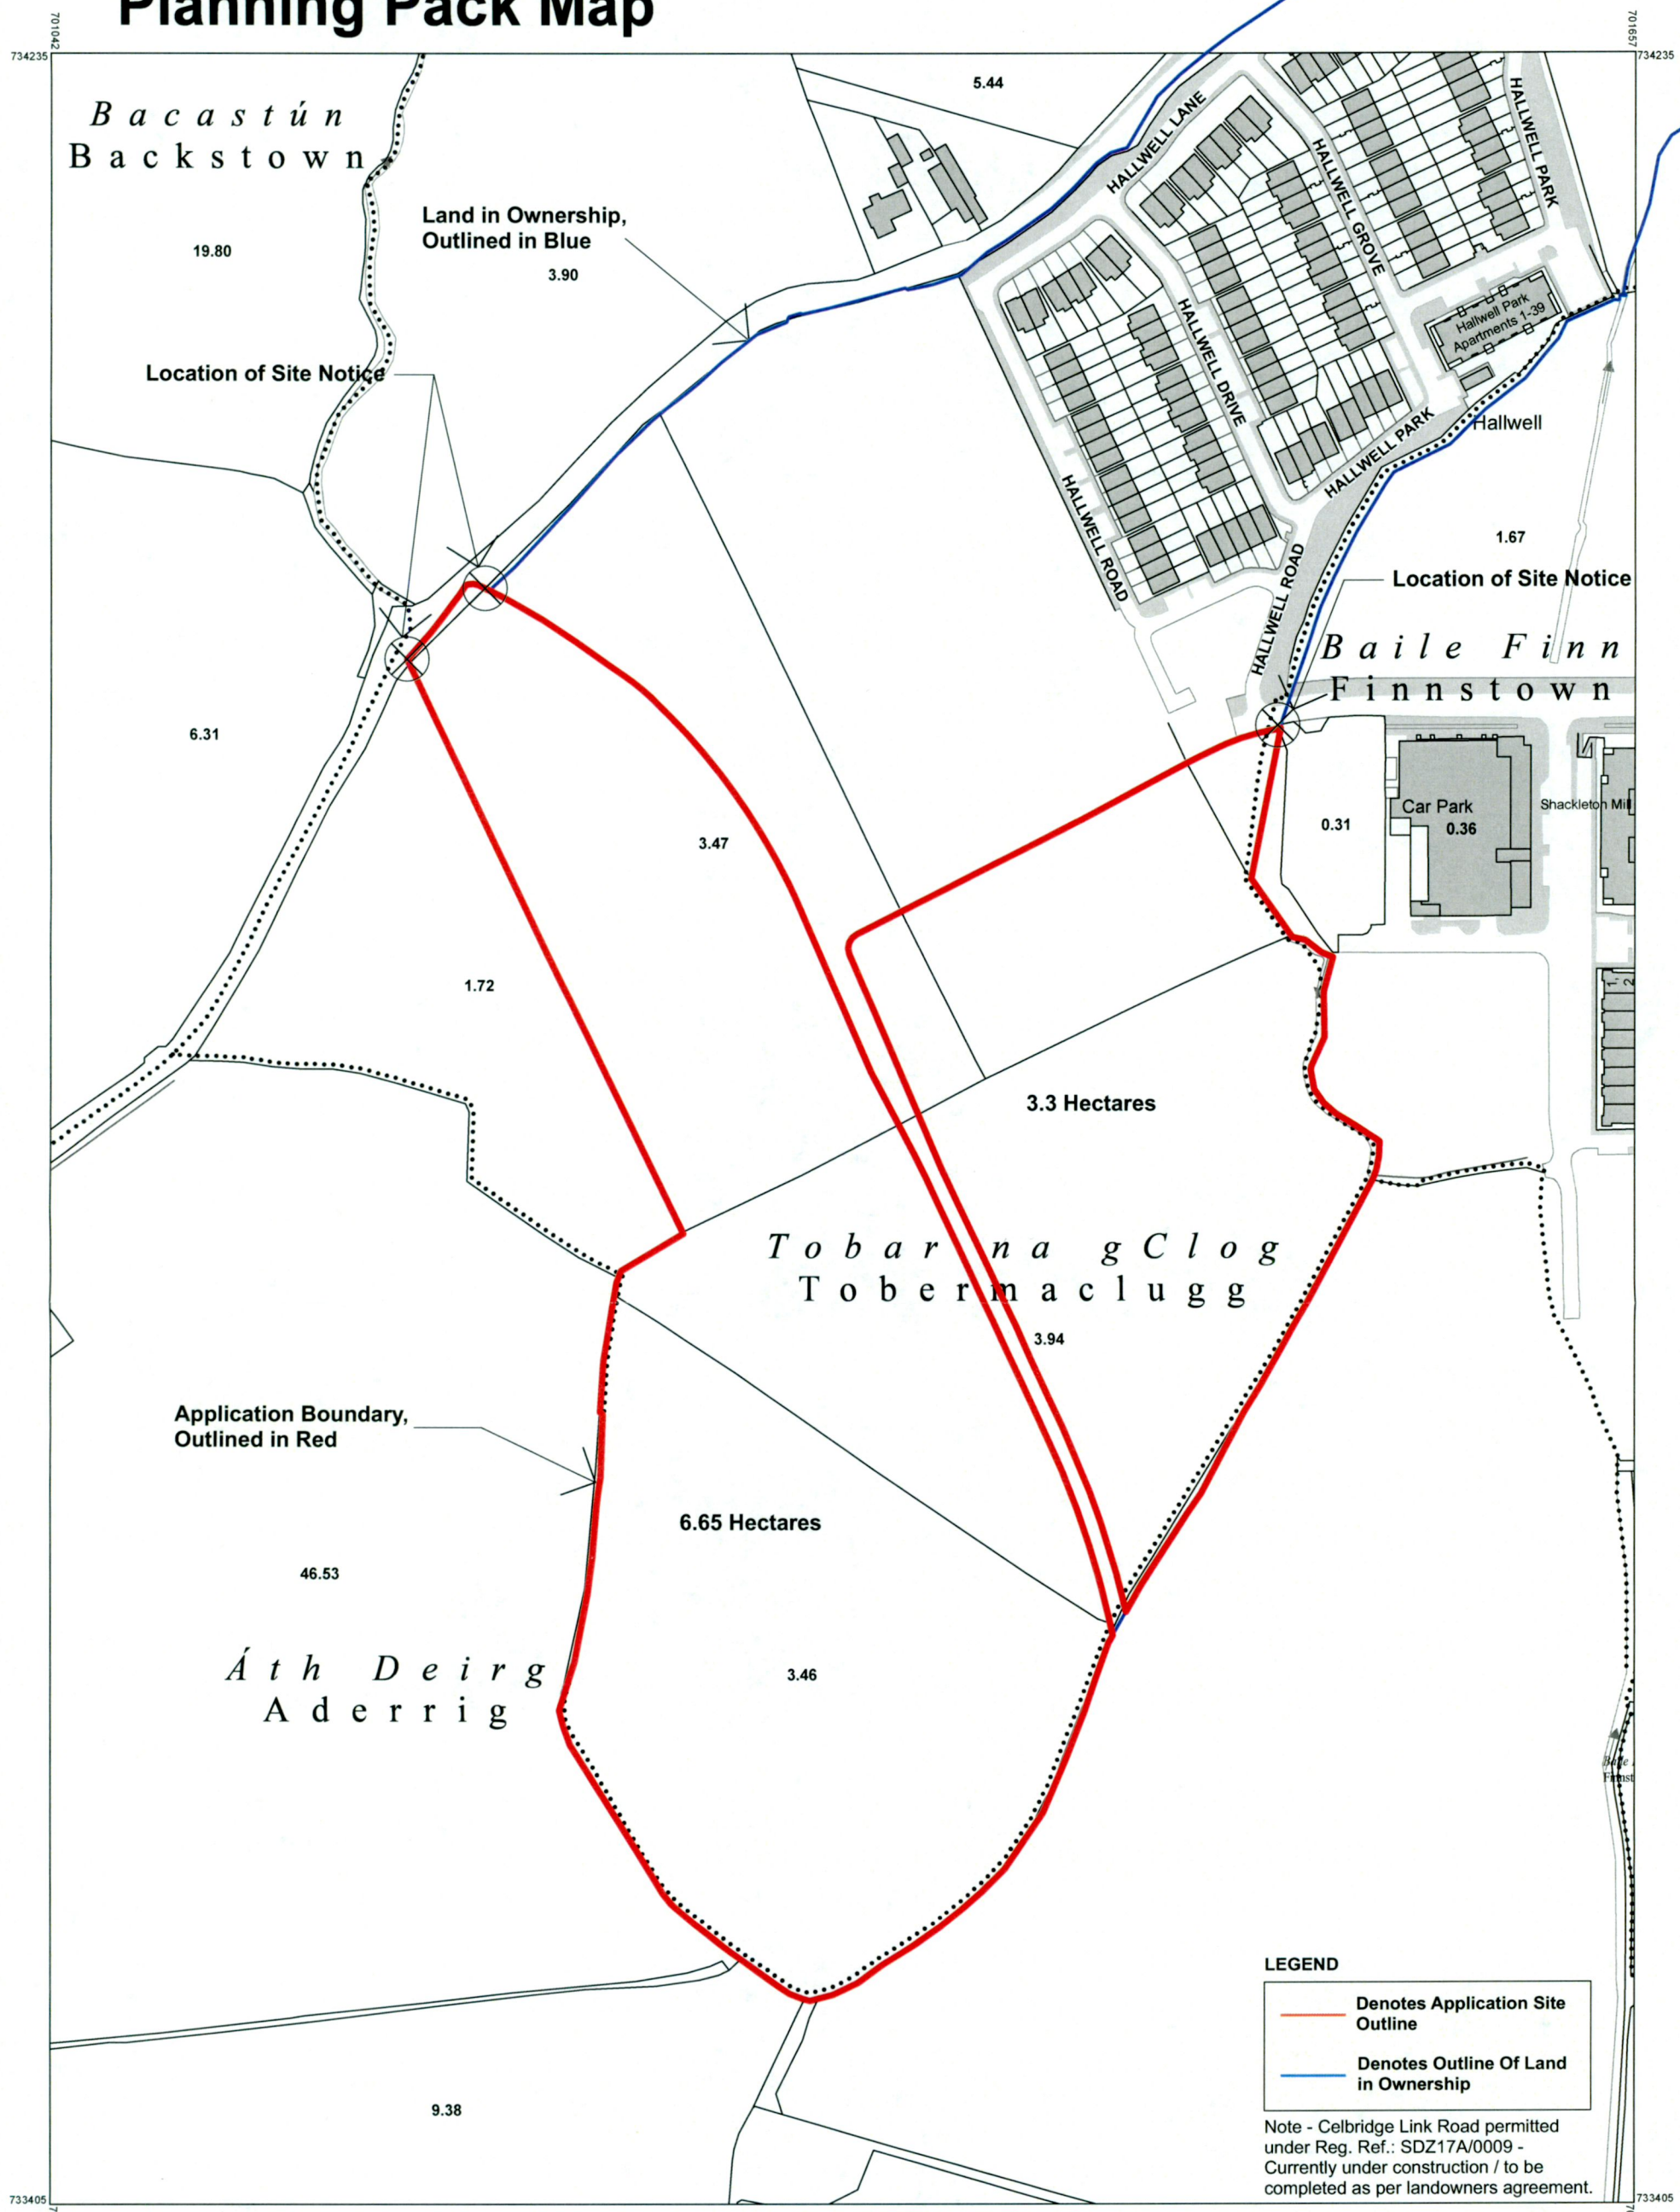 Planning Pack Map
701042
701657
734235
734235
5.44
Bacastún
Backstown
19.80
Land in Ownership,
Outlined in Blue
3.90
HALLWELL LANE
HALLWELL GROVE
HALLWELL PARK
Hallwell Park
Apartments 1-39
HALLWELL DRIVE
HALLWELL PARK
Hallwell
HALLWELL ROAD
HALLWELL ROAD
Location of Site Notice
1.67
Location of Site Notice
Baile Finn
Finnstown
6.31
3.47
0.31
Car Park
0.36
Shackleton Mil
1.72
1
2
3.3 Hectares
Tobar na gClog
Tobermaclugg
3.94
Application Boundary,
Outlined in Red
6.65 Hectares
46.53
Áth Deirg
Aderrig
3.46
Finnst
9.38
LEGEND
Denotes Application Site
Outline
Denotes Outline Of Land
in Ownership
Note - Celbridge Link Road permitted
under Reg. Ref.: SDZ17A/0009 -
Currently under construction / to be
completed as per landowners agreement.
733405
733405